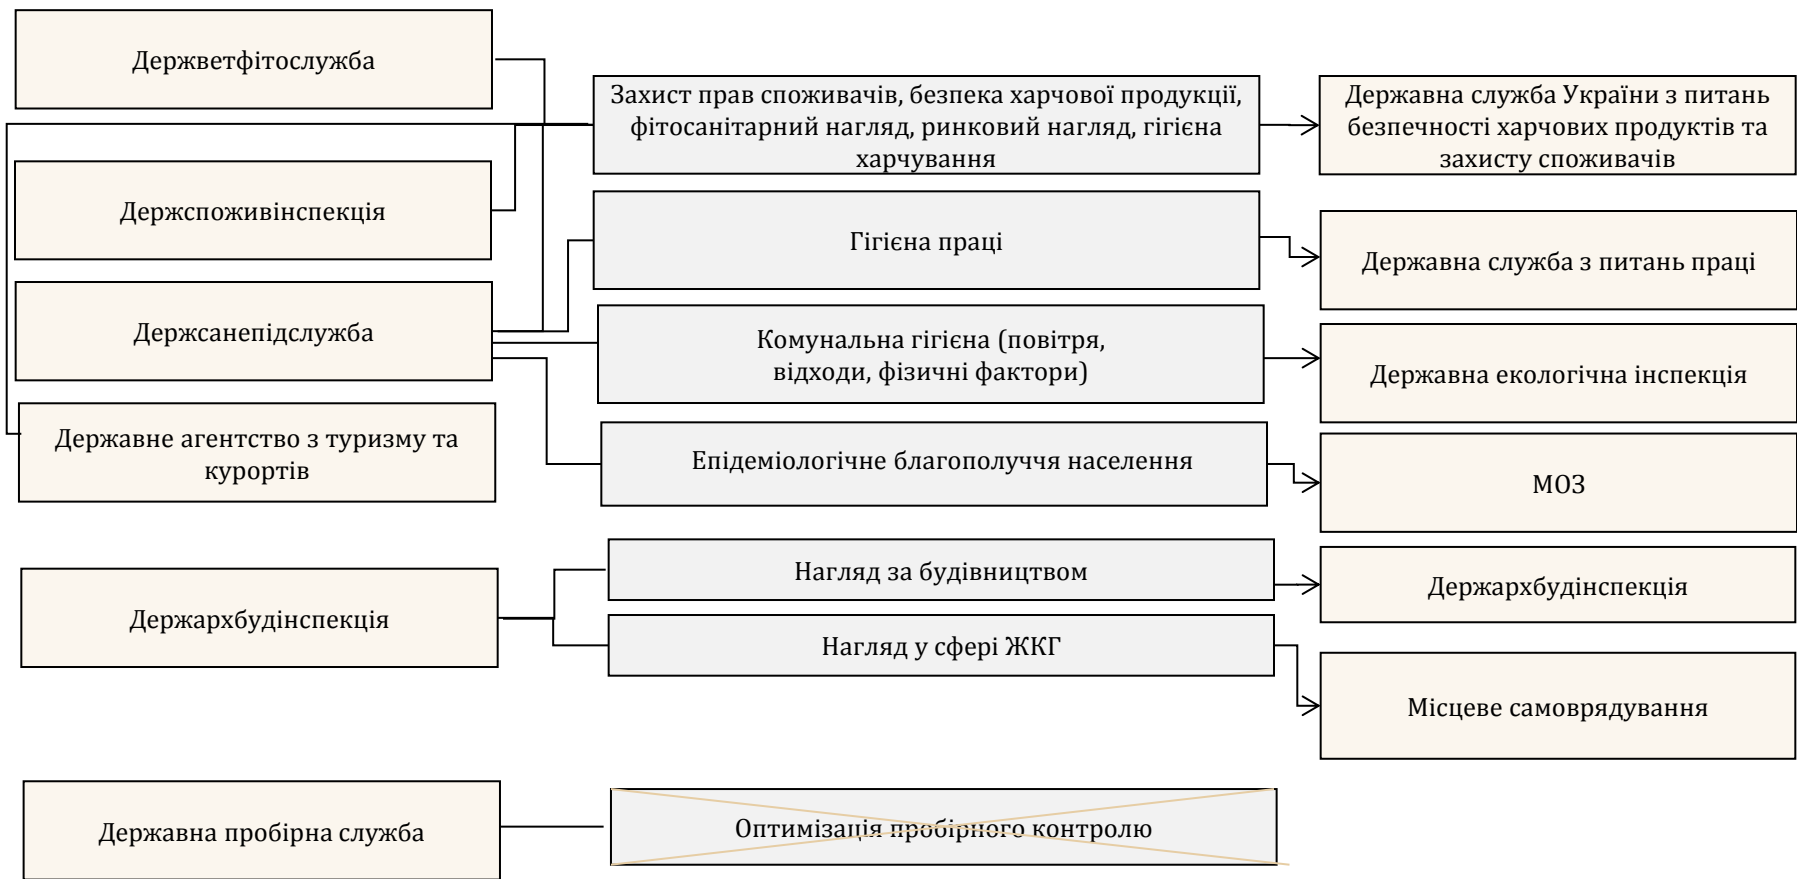 Держветфітослужба
Держспоживінспекція
Держсанепідслужба
Державне агентство з туризму та
курортів
Держархбудінспекція
Державна пробірна служба
Захист прав споживачів, безпека харчової продукції,
фітосанітарний нагляд, ринковий нагляд, гігієна
харчування
Гігієна праці
Комунальна гігієна (повітря,
відходи, фізичні фактори)
Епідеміологічне благополуччя населення
Нагляд за будівництвом
Нагляд у сфері ЖКГ
Оптимізація пробірного контролю
Державна служба України з питань
безпечності харчових продуктів та
захисту споживачів
Державна служба з питань праці
Державна екологічна інспекція
МОЗ
Держархбудінспекція
Місцеве самоврядування